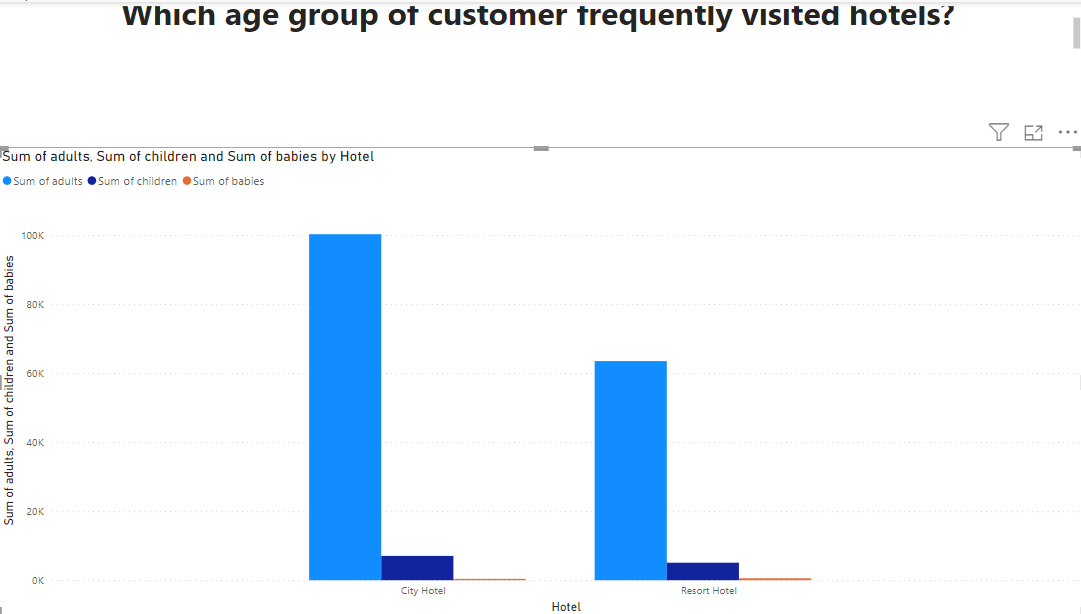 Which age group of customer frequently visited hotels?
Sum of adults, Sum of children and Sum of babies by Hotel
Sum of adults Sum of children Sum of babies
Sum of adults, Sum of children and Sum of babies
100K
80K
60K
40K
20K
0K
City Hotel Resort Hotel
Hotel